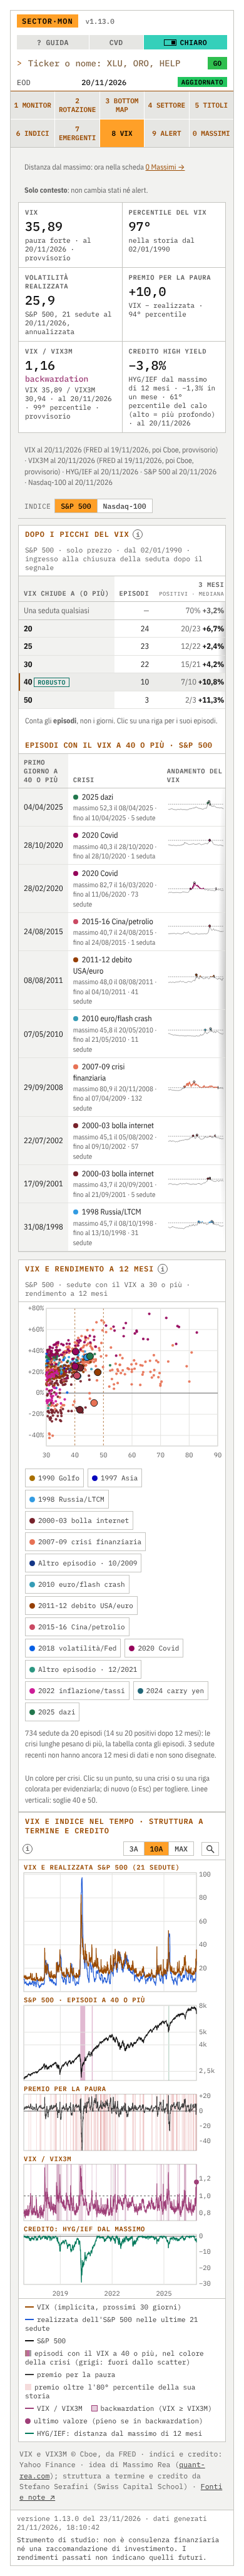 SECTOR-MON v1.13.0
? GUIDA CVD CHIARO
> Ticker o nome: XLU, ORO, HELP GO
EOD 20/11/2026 AGGIORNATO
1 MONITOR 2 ROTAZIONE 3 BOTTOM MAP 4 SETTORE 5 TITOLI
6 INDICI 7 EMERGENTI 8 VIX 9 ALERT 0 MASSIMI
Distanza dal massimo: ora nella scheda 0 Massimi →
Solo contesto: non cambia stati né alert.
VIX
35,89
paura forte · al
20/11/2026 ·
provvisorio
PERCENTILE DEL VIX
97°
nella storia dal
02/01/1990
VOLATILITÀ
REALIZZATA
25,9
S&P 500, 21 sedute al
20/11/2026,
annualizzata
PREMIO PER LA PAURA
+10,0
VIX − realizzata ·
94° percentile
VIX / VIX3M
1,16
backwardation
VIX 35,89 / VIX3M
30,94 · al 20/11/2026
· 99° percentile ·
provvisorio
CREDITO HIGH YIELD
−3,8%
HYG/IEF dal massimo
di 12 mesi · −1,3% in
un mese · 61°
percentile del calo
(alto = più profondo)
· al 20/11/2026
VIX al 20/11/2026 (FRED al 19/11/2026, poi Cboe, provvisorio)
· VIX3M al 20/11/2026 (FRED al 19/11/2026, poi Cboe,
provvisorio) · HYG/IEF al 20/11/2026 · S&P 500 al 20/11/2026
· Nasdaq-100 al 20/11/2026
INDICE S&P 500 Nasdaq-100
DOPO I PICCHI DEL VIX i
S&P 500 · solo prezzo · dal 02/01/1990 ·
ingresso alla chiusura della seduta dopo il
segnale
3 MESI
VIX CHIUDE A (O PIÙ) EPISODI POSITIVI · MEDIANA
Una seduta qualsiasi — 70% +3,2%
20 24 20/23 +6,7%
25 23 12/22 +2,4%
30 22 15/21 +4,2%
40 ROBUSTO 10 7/10 +10,8%
50 3 2/3 +11,3%
Conta gli episodi, non i giorni. Clic su una riga per i suoi episodi.
EPISODI CON IL VIX A 40 O PIÙ · S&P 500
PRIMO
GIORNO A
40 O PIÙ
CRISI
ANDAMENTO DEL
VIX
04/04/2025
2025 dazi
massimo 52,3 il 08/04/2025 ·
fino al 10/04/2025 · 5 sedute
28/10/2020
2020 Covid
massimo 40,3 il 28/10/2020 ·
fino al 28/10/2020 · 1 seduta
28/02/2020
2020 Covid
massimo 82,7 il 16/03/2020 ·
fino al 11/06/2020 · 73
sedute
24/08/2015
2015-16 Cina/petrolio
massimo 40,7 il 24/08/2015 ·
fino al 24/08/2015 · 1 seduta
08/08/2011
2011-12 debito
USA/euro
massimo 48,0 il 08/08/2011 ·
fino al 04/10/2011 · 41
sedute
07/05/2010
2010 euro/flash crash
massimo 45,8 il 20/05/2010 ·
fino al 21/05/2010 · 11
sedute
29/09/2008
2007-09 crisi
finanziaria
massimo 80,9 il 20/11/2008 ·
fino al 07/04/2009 · 132
sedute
22/07/2002
2000-03 bolla internet
massimo 45,1 il 05/08/2002 ·
fino al 09/10/2002 · 57
sedute
17/09/2001
2000-03 bolla internet
massimo 43,7 il 20/09/2001 ·
fino al 21/09/2001 · 5 sedute
31/08/1998
1998 Russia/LTCM
massimo 45,7 il 08/10/1998 ·
fino al 13/10/1998 · 31
sedute
VIX E RENDIMENTO A 12 MESI i
S&P 500 · sedute con il VIX a 30 o più ·
rendimento a 12 mesi
+80%
+60%
+40%
+20%
0%
-20%
-40%
30 40 50 60 70 80 90
1990 Golfo 1997 Asia
1998 Russia/LTCM
2000-03 bolla internet
2007-09 crisi finanziaria
Altro episodio · 10/2009
2010 euro/flash crash
2011-12 debito USA/euro
2015-16 Cina/petrolio
2018 volatilità/Fed 2020 Covid
Altro episodio · 12/2021
2022 inflazione/tassi 2024 carry yen
2025 dazi
734 sedute da 20 episodi (14 su 20 positivi dopo 12 mesi): le
crisi lunghe pesano di più, la tabella conta gli episodi. 3 sedute
recenti non hanno ancora 12 mesi di dati e non sono disegnate.
Un colore per crisi. Clic su un punto, su una crisi o su una riga
colorata per evidenziarla; di nuovo (o Esc) per togliere. Linee
verticali: soglie 40 e 50.
VIX E INDICE NEL TEMPO · STRUTTURA A
TERMINE E CREDITO
i 3A 10A MAX
VIX E REALIZZATA S&P 500 (21 SEDUTE)
100
80
60
40
20
S&P 500 · EPISODI A 40 O PIÙ
8k
5k
4k
2,5k
PREMIO PER LA PAURA
+20
0
-20
-40
VIX / VIX3M
1,2
1,0
0,8
CREDITO: HYG/IEF DAL MASSIMO
0
−10
−20
−30
2019 2022 2025
VIX (implicita, prossimi 30 giorni)
realizzata dell'S&P 500 nelle ultime 21
sedute
S&P 500
episodi con il VIX a 40 o più, nel colore
della crisi (grigi: fuori dallo scatter)
premio per la paura
premio oltre l'80° percentile della sua
storia
VIX / VIX3M backwardation (VIX ≥ VIX3M)
ultimo valore (pieno se in backwardation)
HYG/IEF: distanza dal massimo di 12 mesi
VIX e VIX3M © Cboe, da FRED · indici e credito:
Yahoo Finance · idea di Massimo Rea (quant-
rea.com); struttura a termine e credito da
Stefano Serafini (Swiss Capital School) · Fonti
e note ↗
versione 1.13.0 del 23/11/2026 · dati generati
21/11/2026, 18:10:42
Strumento di studio: non è consulenza finanziaria
né una raccomandazione di investimento. I
rendimenti passati non indicano quelli futuri.